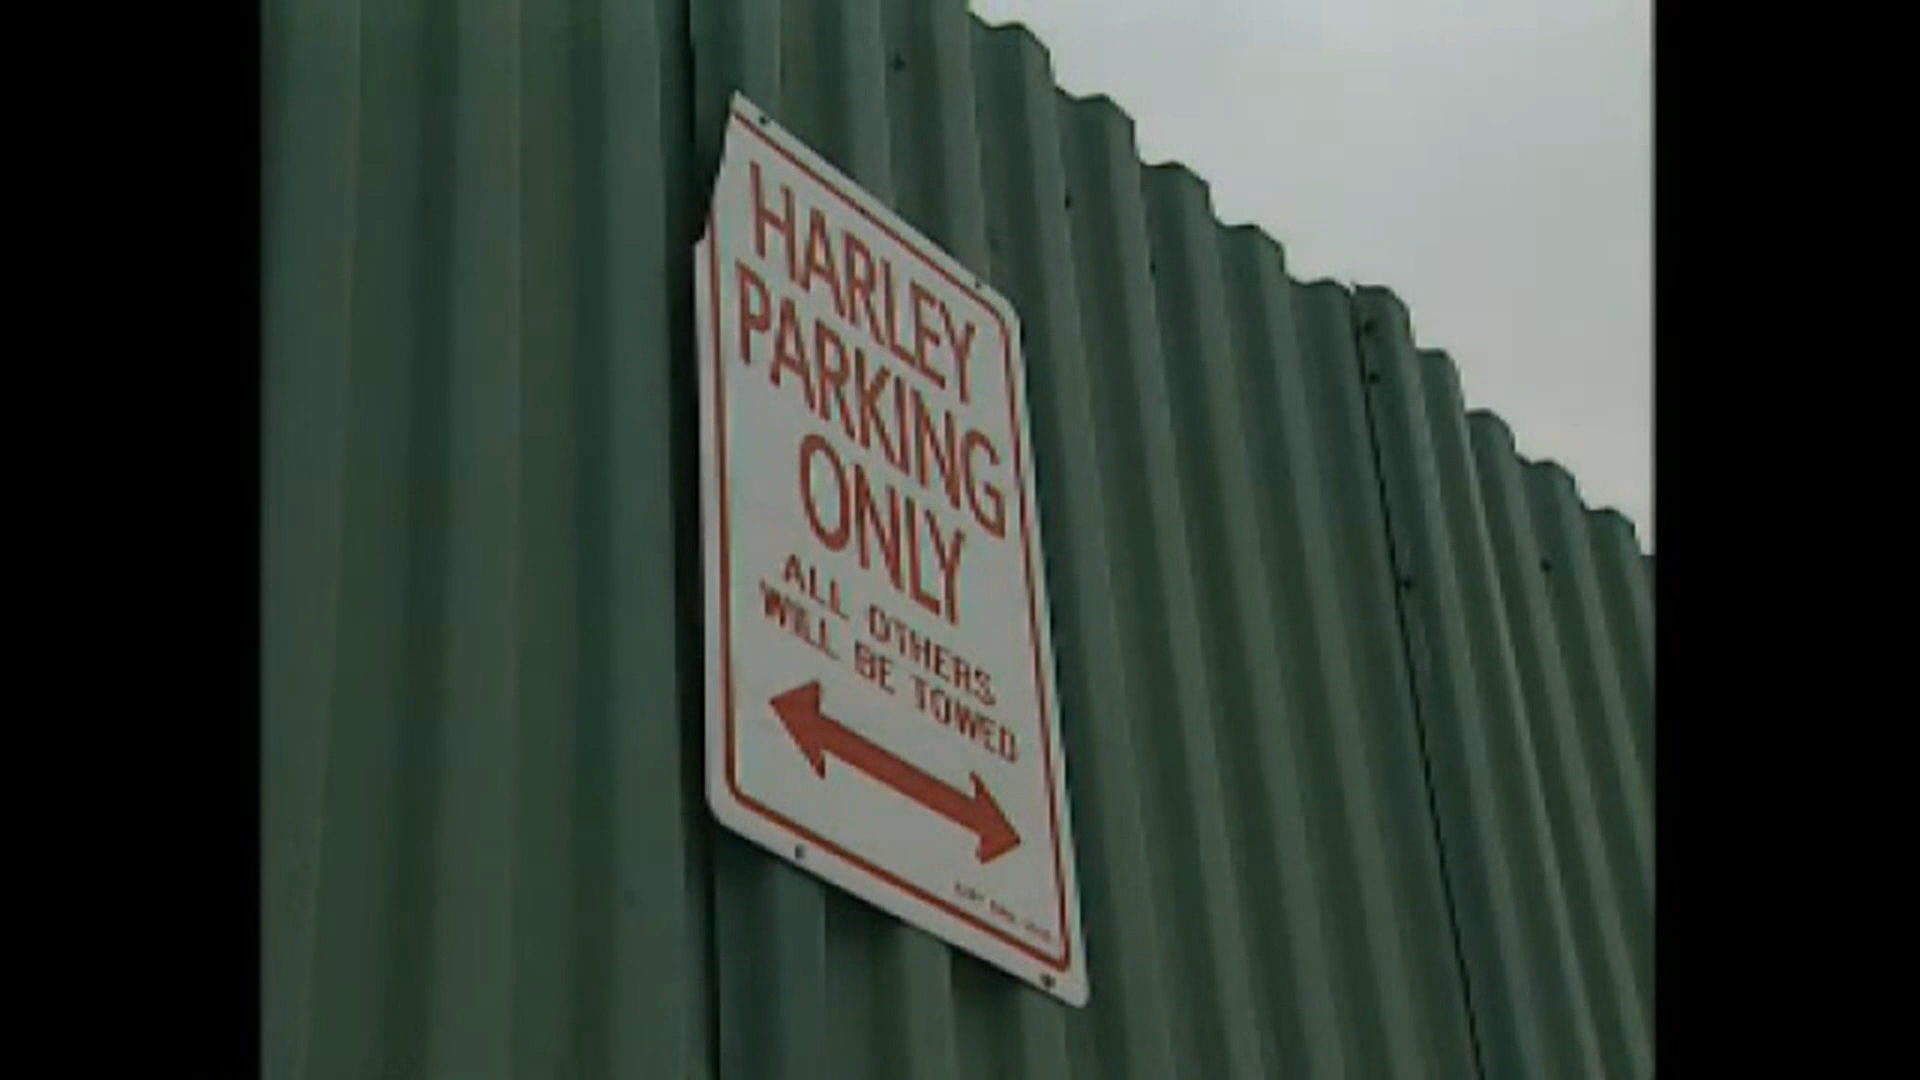 HARLEY
PARKING
ONLY
ALL OTHERS
WILL BE TOWED